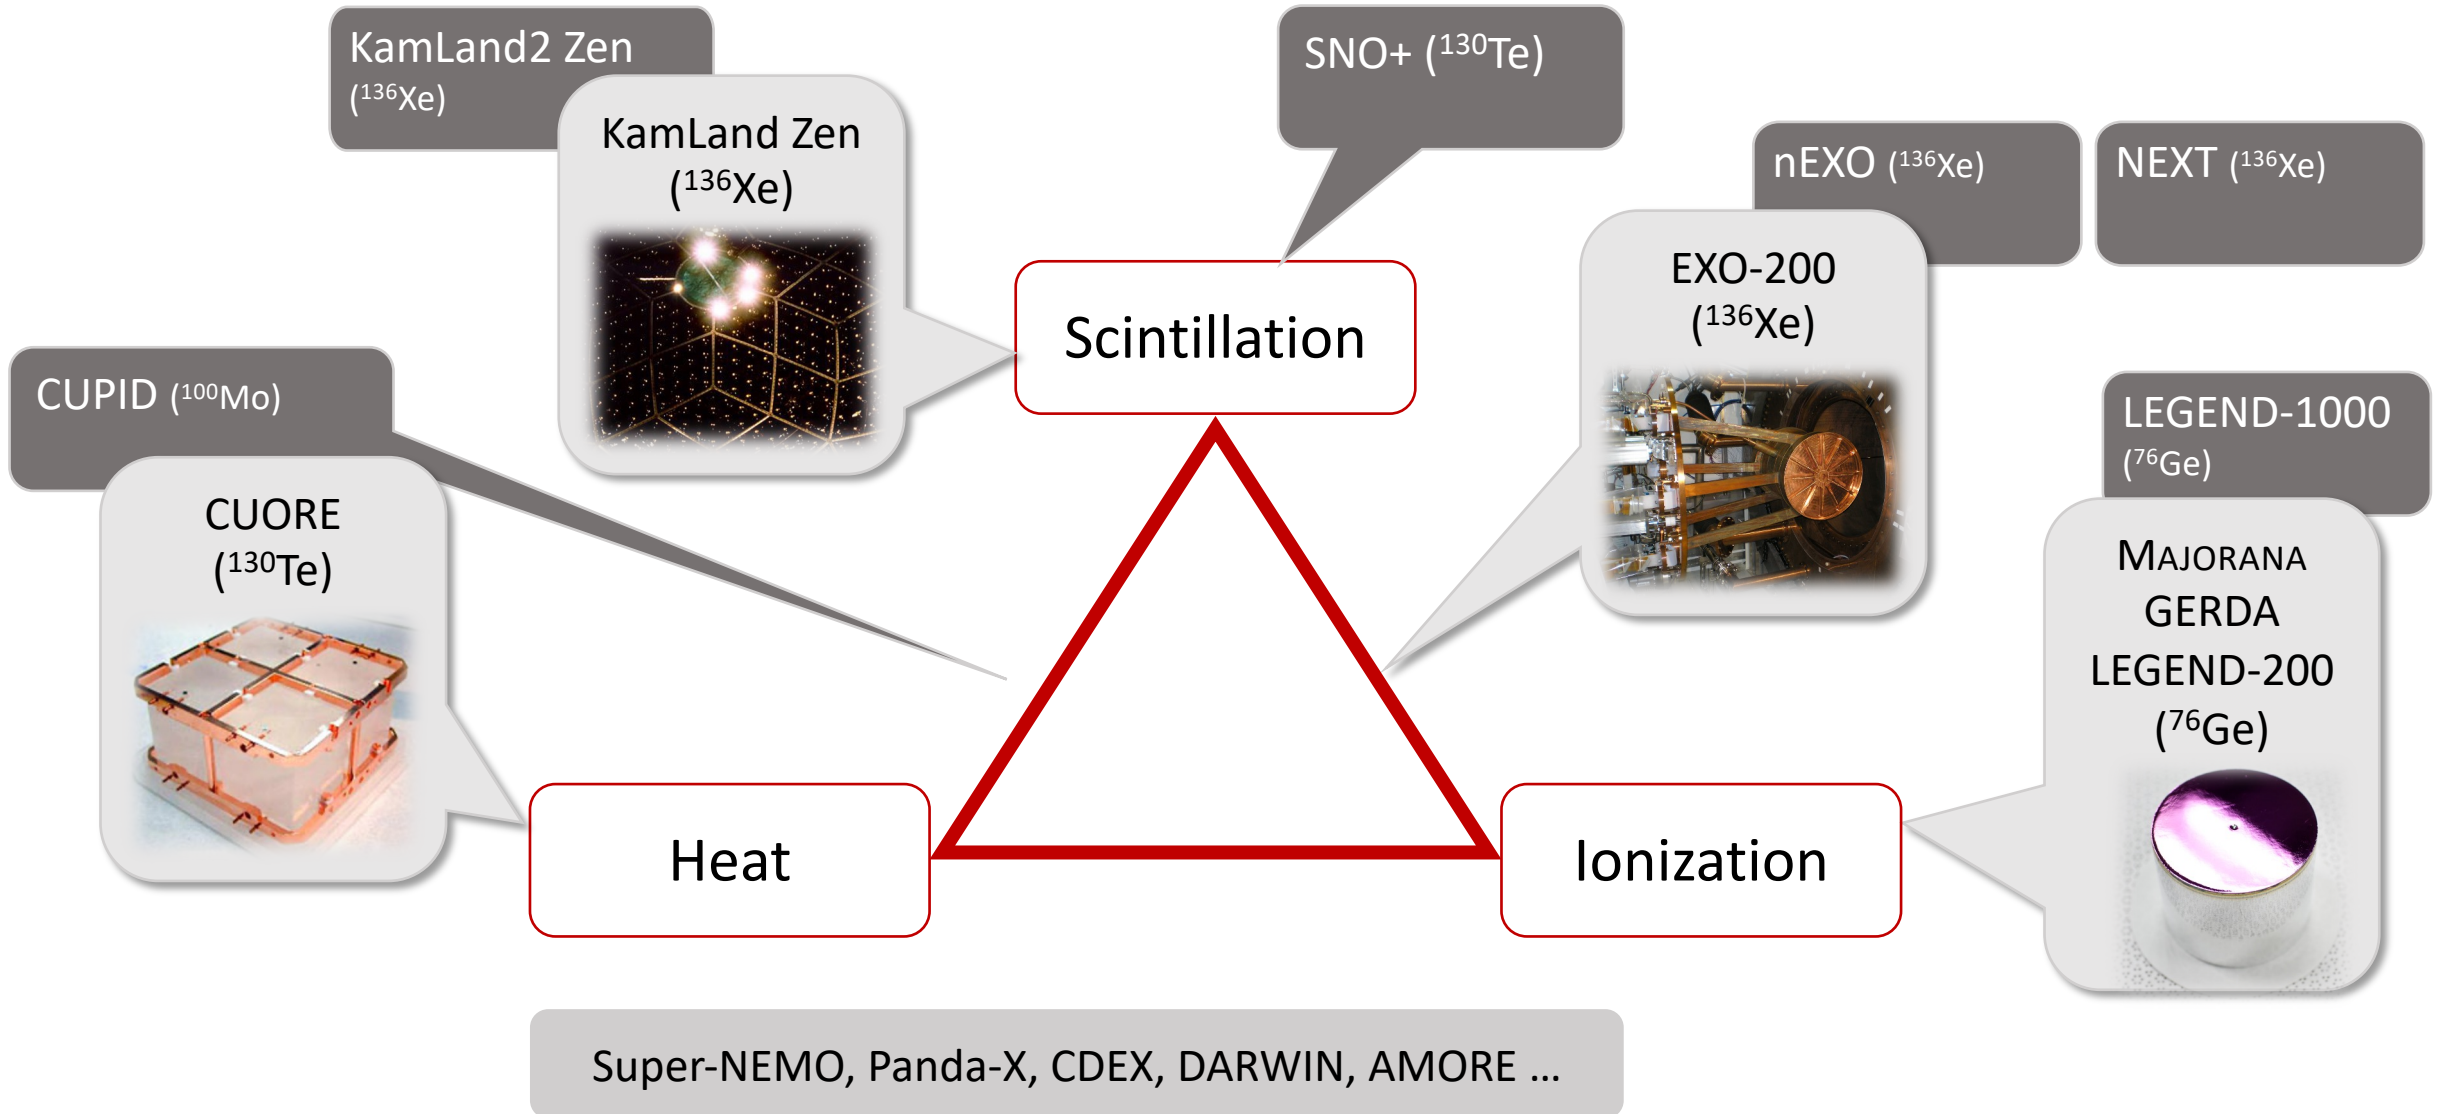 KamLand2 Zen
(¹³⁶Xe)
KamLand Zen
(¹³⁶Xe)
SNO+ (¹³⁰Te)
nEXO (¹³⁶Xe)
NEXT (¹³⁶Xe)
EXO-200
(¹³⁶Xe)
Scintillation
CUPID (¹⁰⁰Mo)
CUORE
(¹³⁰Te)
LEGEND-1000
(⁷⁶Ge)
MAJORANA
GERDA
LEGEND-200
(⁷⁶Ge)
Heat
Ionization
Super-NEMO, Panda-X, CDEX, DARWIN, AMORE ...